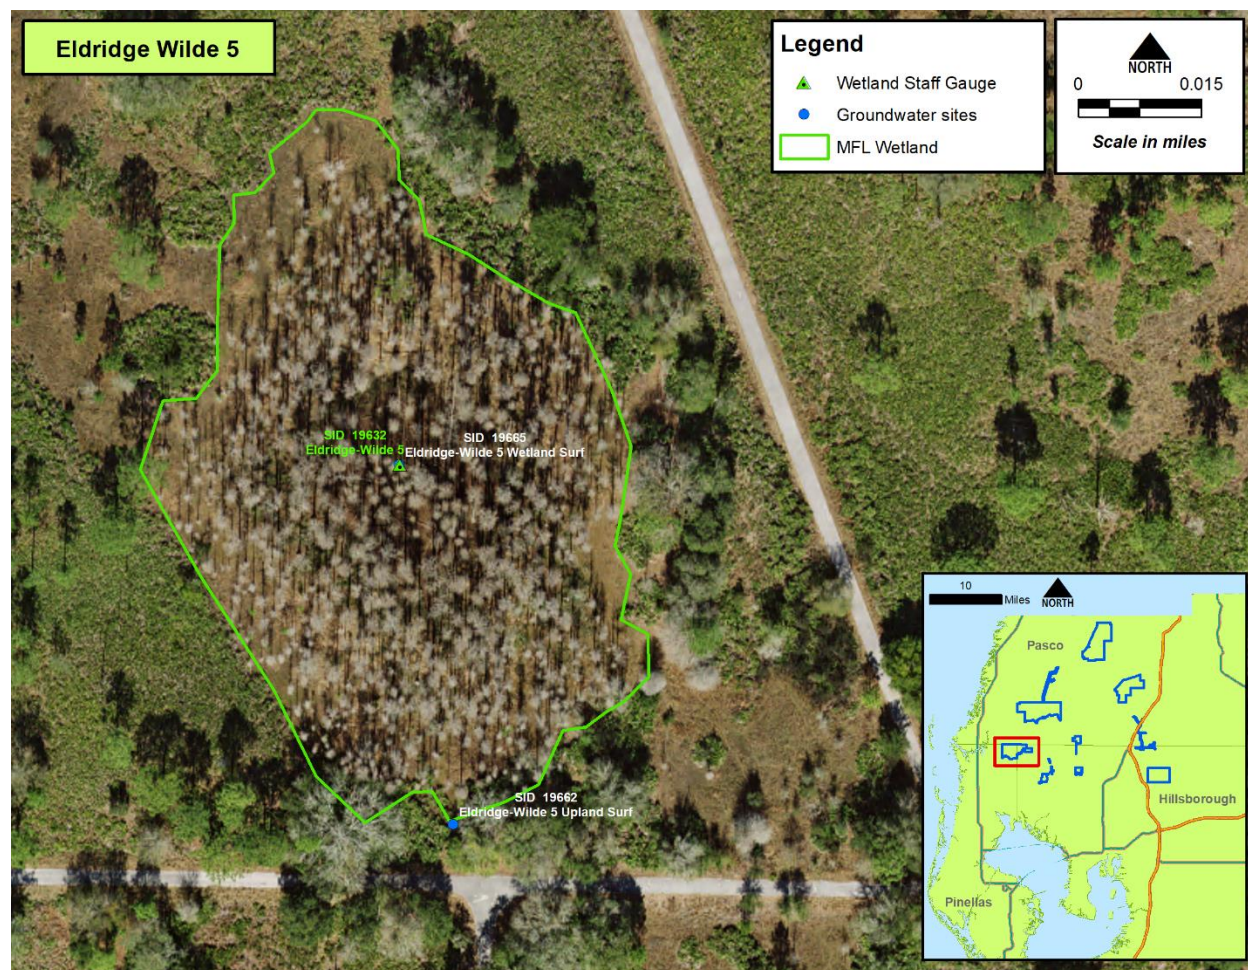 Eldridge Wilde 5
Legend
Wetland Staff Gauge
Groundwater sites
MFL Wetland
NORTH
0 0.015
Scale in miles
SID 19632
Eldridge-Wilde 5
SID 19665
Eldridge-Wilde 5 Wetland Surf
SID 19662
Eldridge-Wilde 5 Upland Surf
10
Miles
NORTH
Pasco
Hillsborough
Pinellas